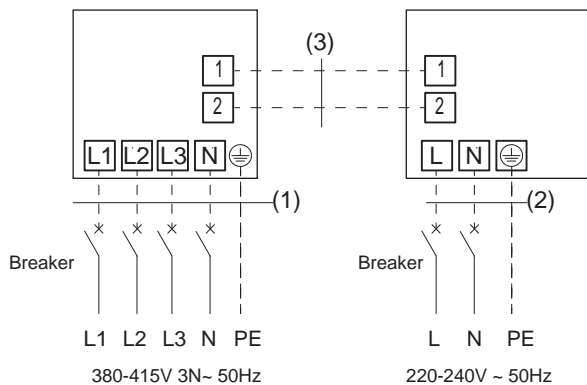 (3)
1 1
2 2
L1 L2 L3 N L N
(1) (2)
Breaker Breaker
L1 L2 L3 N PE L N PE
380-415V 3N~ 50Hz 220-240V ~ 50Hz